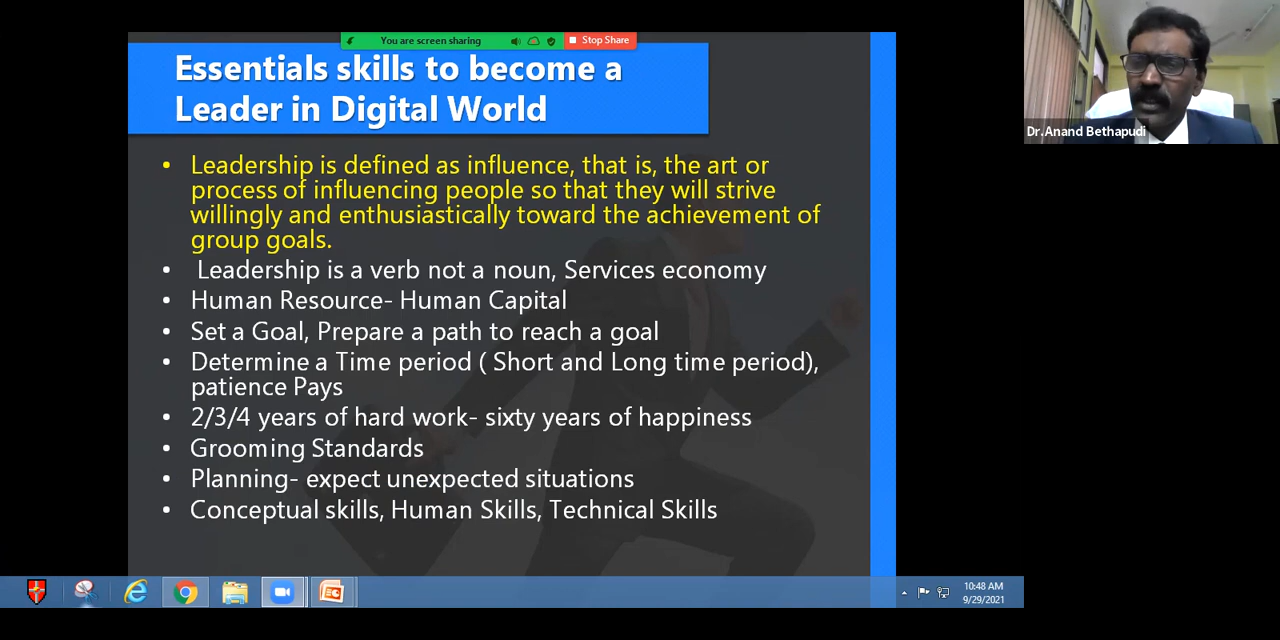 You are screen sharing
Stop Share
Essentials skills to become a
Leader in Digital World
• Leadership is defined as influence, that is, the art or
process of influencing people so that they will strive
willingly and enthusiastically toward the achievement of
group goals.
• Leadership is a verb not a noun, Services economy
• Human Resource- Human Capital
• Set a Goal, Prepare a path to reach a goal
• Determine a Time period ( Short and Long time period),
patience Pays
• 2/3/4 years of hard work- sixty years of happiness
• Grooming Standards
• Planning- expect unexpected situations
• Conceptual skills, Human Skills, Technical Skills
Dr.Anand Bethapudi
10:48 AM
9/29/2021